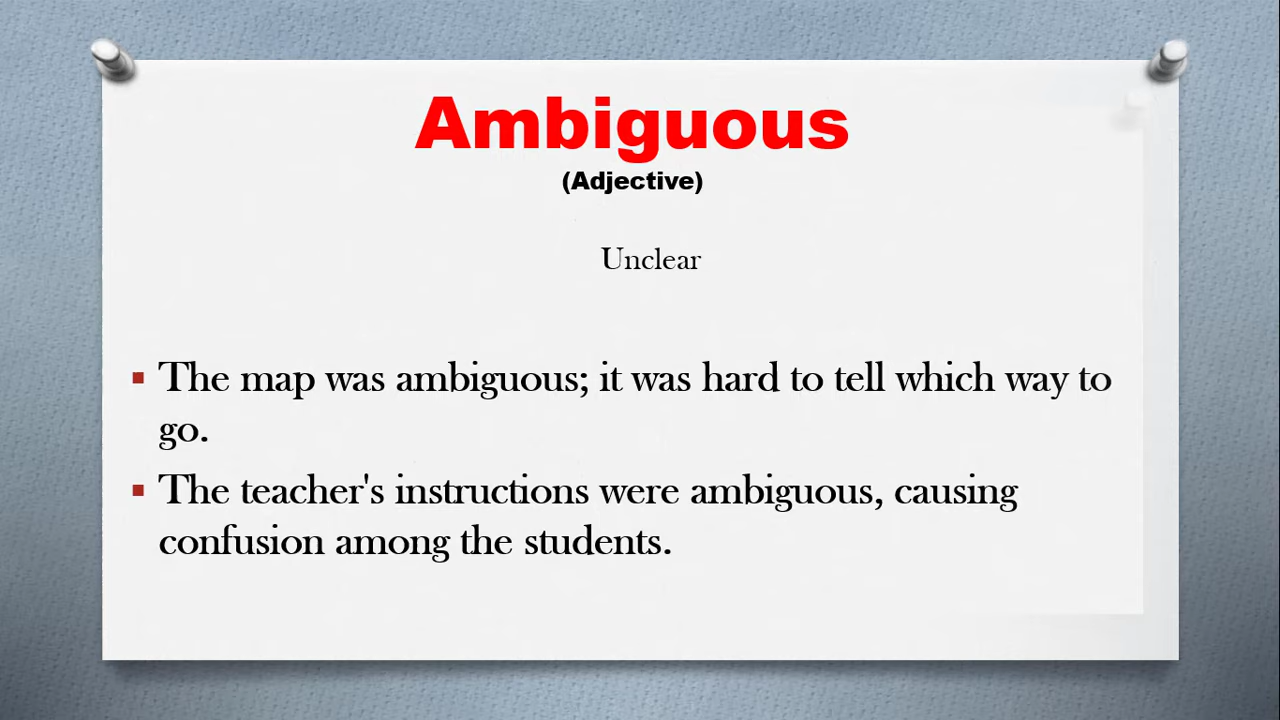 Ambiguous
(Adjective)
Unclear
▪ The map was ambiguous; it was hard to tell which way to
go.
▪ The teacher's instructions were ambiguous, causing
confusion among the students.